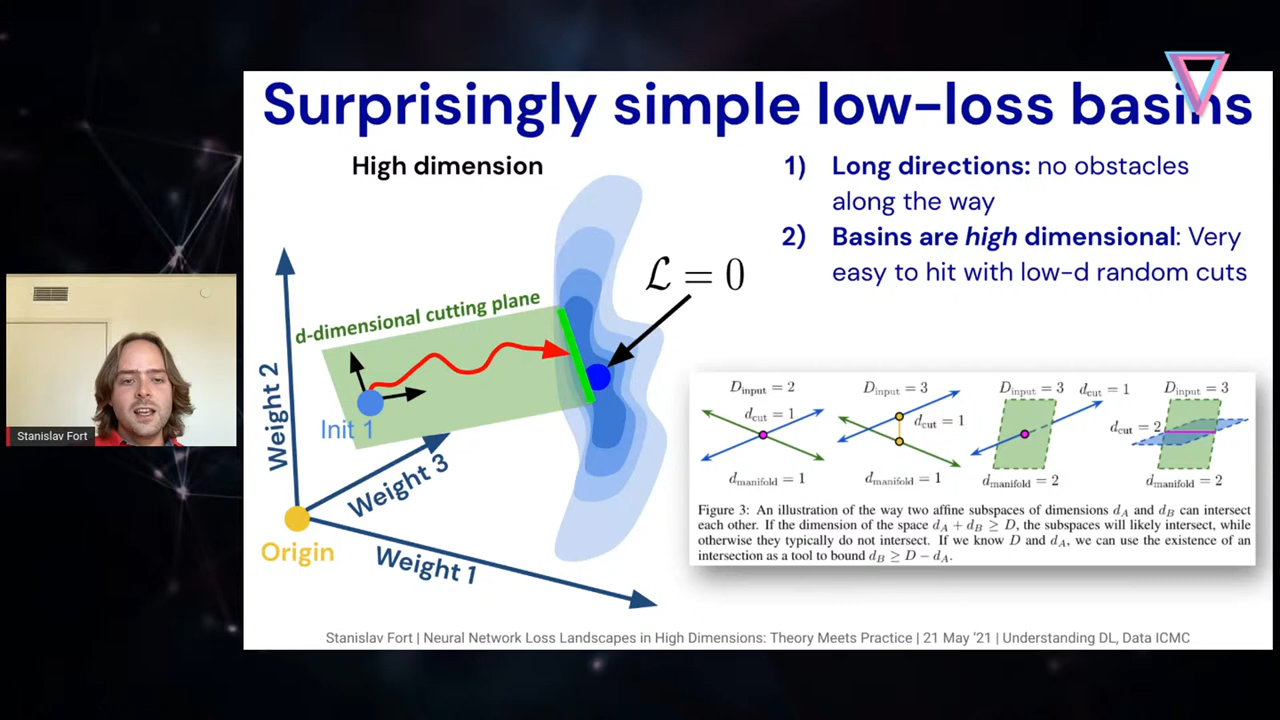 Surprisingly simple low-loss basins
High dimension
1) Long directions: no obstacles
along the way
2) Basins are high dimensional: Very
easy to hit with low-d random cuts
ℒ = 0
d-dimensional cutting plane
Init 1
Weight 2
Weight 3
Origin
Weight 1
D_input = 2
d_cut = 1
d_manifold = 1
D_input = 3
d_cut = 1
d_manifold = 1
D_input = 3
d_cut = 1
d_manifold = 2
D_input = 3
d_cut = 2
d_manifold = 2
Figure 3: An illustration of the way two affine subspaces of dimensions d_A and d_B can intersect
each other. If the dimension of the space d_A + d_B ≥ D, the subspaces will likely intersect, while
otherwise they typically do not intersect. If we know D and d_A, we can use the existence of an
intersection as a tool to bound d_B ≥ D − d_A.
Stanislav Fort
Stanislav Fort | Neural Network Loss Landscapes in High Dimensions: Theory Meets Practice | 21 May '21 | Understanding DL, Data ICMC